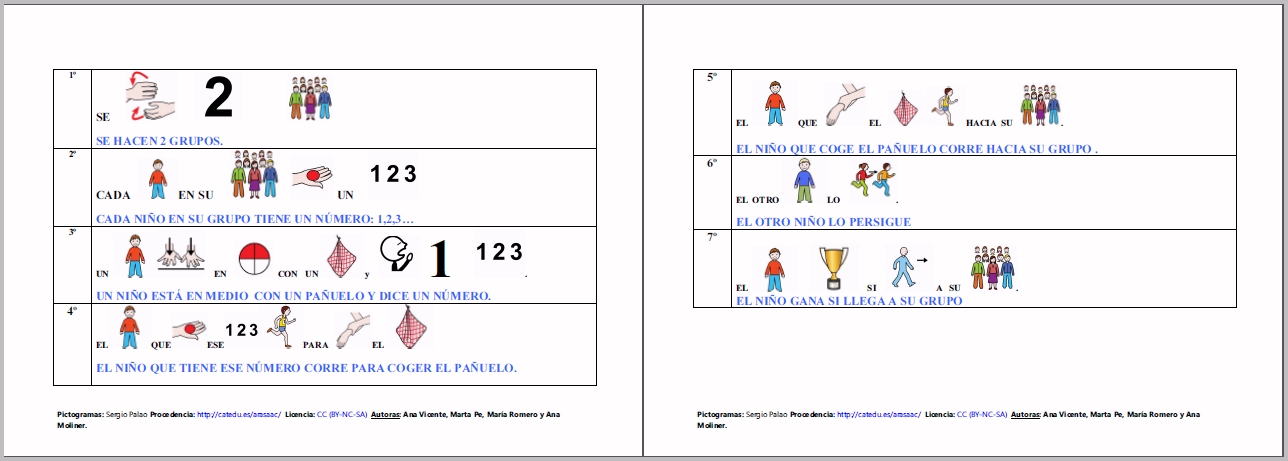 1º
SE 2
SE HACEN 2 GRUPOS.
2º
CADA EN SU UN 1 2 3
CADA NIÑO EN SU GRUPO TIENE UN NÚMERO: 1,2,3…
3º
UN EN CON UN y 1 1 2 3 .
UN NIÑO ESTÁ EN MEDIO CON UN PAÑUELO Y DICE UN NÚMERO.
4º
EL QUE ESE 1 2 3 PARA EL
EL NIÑO QUE TIENE ESE NÚMERO CORRE PARA COGER EL PAÑUELO.
Pictogramas: Sergio Palao Procedencia: http://catedu.es/arasaac/ Licencia: CC (BY-NC-SA) Autoras: Ana Vicente, Marta Pe, María Romero y Ana
Moliner.
5º
EL QUE EL HACIA SU .
EL NIÑO QUE COGE EL PAÑUELO CORRE HACIA SU GRUPO .
6º
EL OTRO LO .
EL OTRO NIÑO LO PERSIGUE
7º
EL SI A SU .
EL NIÑO GANA SI LLEGA A SU GRUPO
Pictogramas: Sergio Palao Procedencia: http://catedu.es/arasaac/ Licencia: CC (BY-NC-SA) Autoras: Ana Vicente, Marta Pe, María Romero y Ana
Moliner.